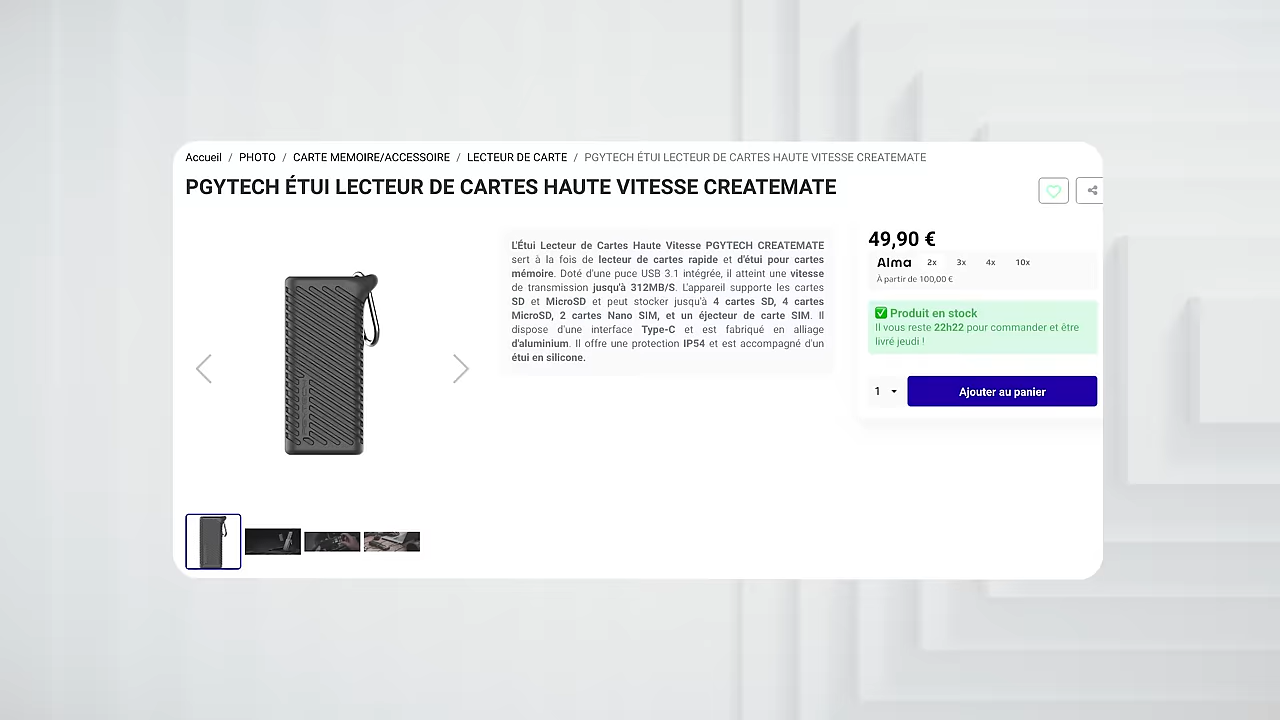 Accueil / PHOTO / CARTE MEMOIRE/ACCESSOIRE / LECTEUR DE CARTE / PGYTECH ÉTUI LECTEUR DE CARTES HAUTE VITESSE CREATEMATE
PGYTECH ÉTUI LECTEUR DE CARTES HAUTE VITESSE CREATEMATE
L'Étui Lecteur de Cartes Haute Vitesse PGYTECH CREATEMATE
sert à la fois de lecteur de cartes rapide et d'étui pour cartes
mémoire. Doté d'une puce USB 3.1 intégrée, il atteint une vitesse
de transmission jusqu'à 312MB/S. L'appareil supporte les cartes
SD et MicroSD et peut stocker jusqu'à 4 cartes SD, 4 cartes
MicroSD, 2 cartes Nano SIM, et un éjecteur de carte SIM. Il
dispose d'une interface Type-C et est fabriqué en alliage
d'aluminium. Il offre une protection IP54 et est accompagné d'un
étui en silicone.
49,90 €
Alma 2x 3x 4x 10x
À partir de 100,00 €
✅ Produit en stock
Il vous reste 22h22 pour commander et être
livré jeudi !
1 Ajouter au panier